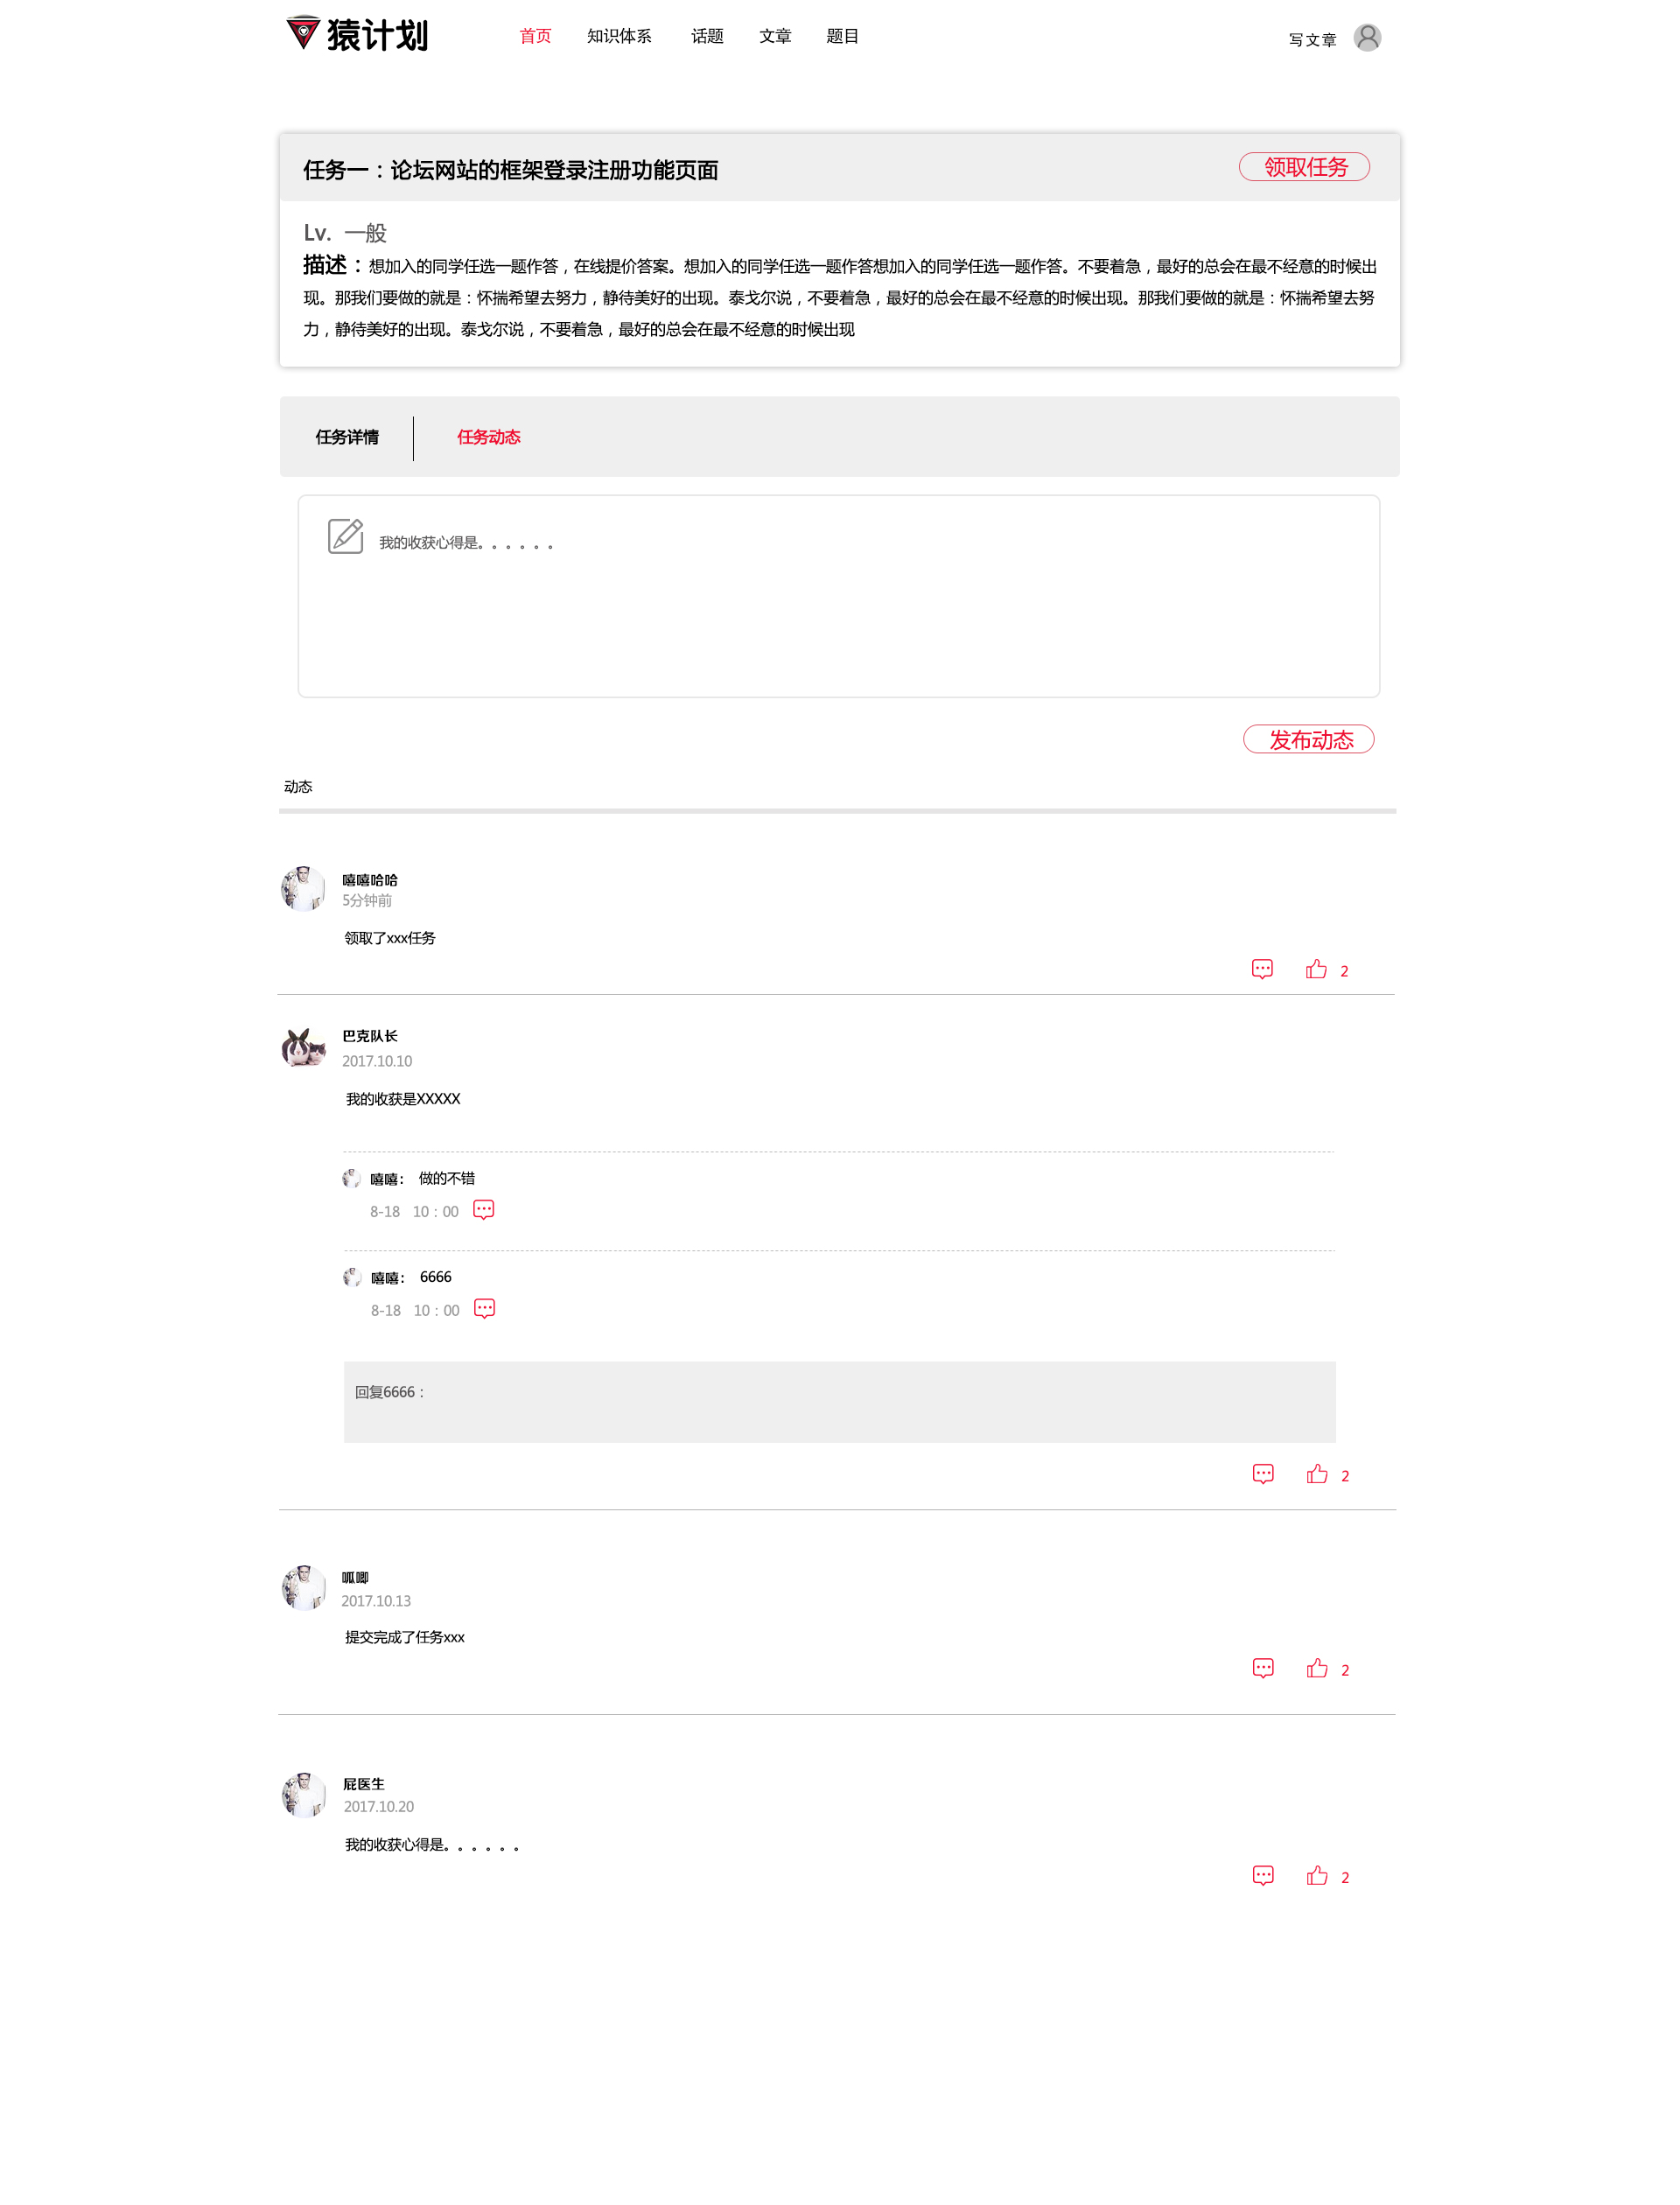 猿计划
首页 知识体系 话题 文章 题目 写文章
任务一：论坛网站的框架登录注册功能页面 领取任务
Lv. 一般
描述：想加入的同学任选一题作答，在线提价答案。想加入的同学任选一题作答想加入的同学任选一题作答。不要着急，最好的总会在最不经意的时候出
现。那我们要做的就是：怀揣希望去努力，静待美好的出现。泰戈尔说，不要着急，最好的总会在最不经意的时候出现。那我们要做的就是：怀揣希望去努
力，静待美好的出现。泰戈尔说，不要着急，最好的总会在最不经意的时候出现
任务详情 任务动态
我的收获心得是。。。。。。
发布动态
动态
嘻嘻哈哈
5分钟前
领取了xxx任务
2
巴克队长
2017.10.10
我的收获是XXXXX
嘻嘻： 做的不错
8-18 10：00
嘻嘻： 6666
8-18 10：00
回复6666：
2
呱唧
2017.10.13
提交完成了任务xxx
2
屁医生
2017.10.20
我的收获心得是。。。。。。
2